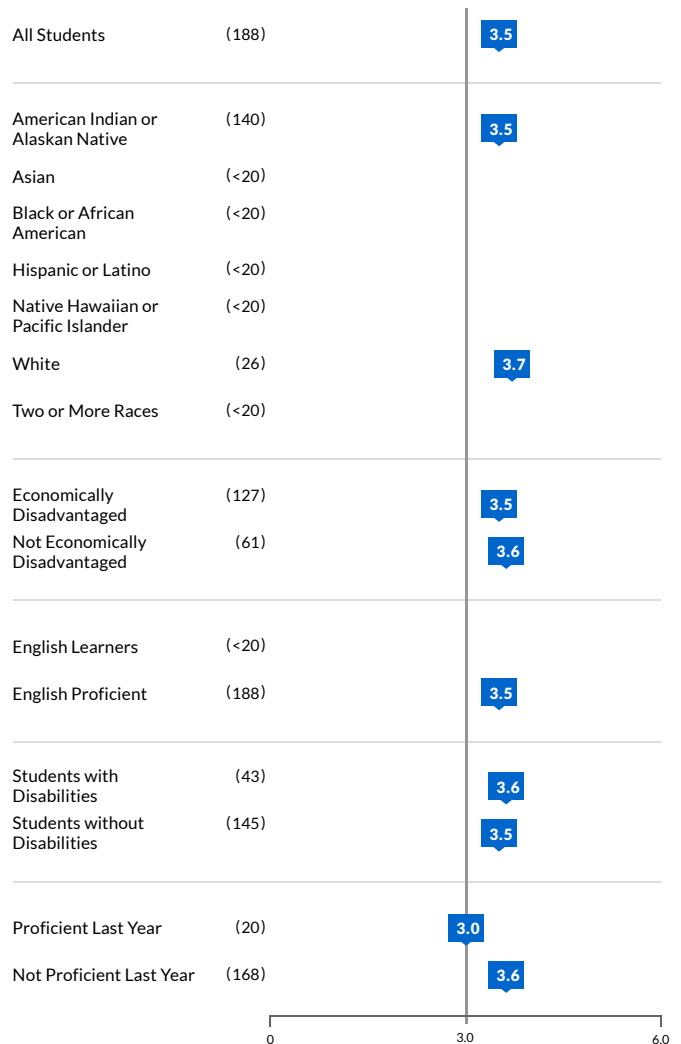 All Students (188) 3.5
American Indian or (140) 3.5
Alaskan Native
Asian (<20)
Black or African (<20)
American
Hispanic or Latino (<20)
Native Hawaiian or (<20)
Pacific Islander
White (26) 3.7
Two or More Races (<20)
Economically (127) 3.5
Disadvantaged
Not Economically (61) 3.6
Disadvantaged
English Learners (<20)
English Proficient (188) 3.5
Students with (43) 3.6
Disabilities
Students without (145) 3.5
Disabilities
Proficient Last Year (20) 3.0
Not Proficient Last Year (168) 3.6
0 3.0 6.0